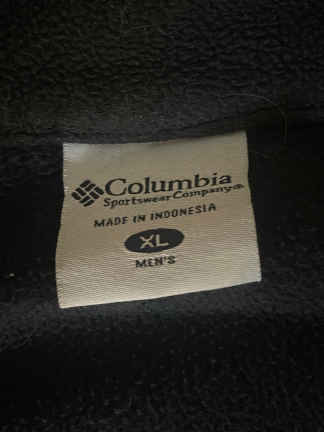 Columbia
Sportswear Company®
MADE IN INDONESIA
XL
MEN'S